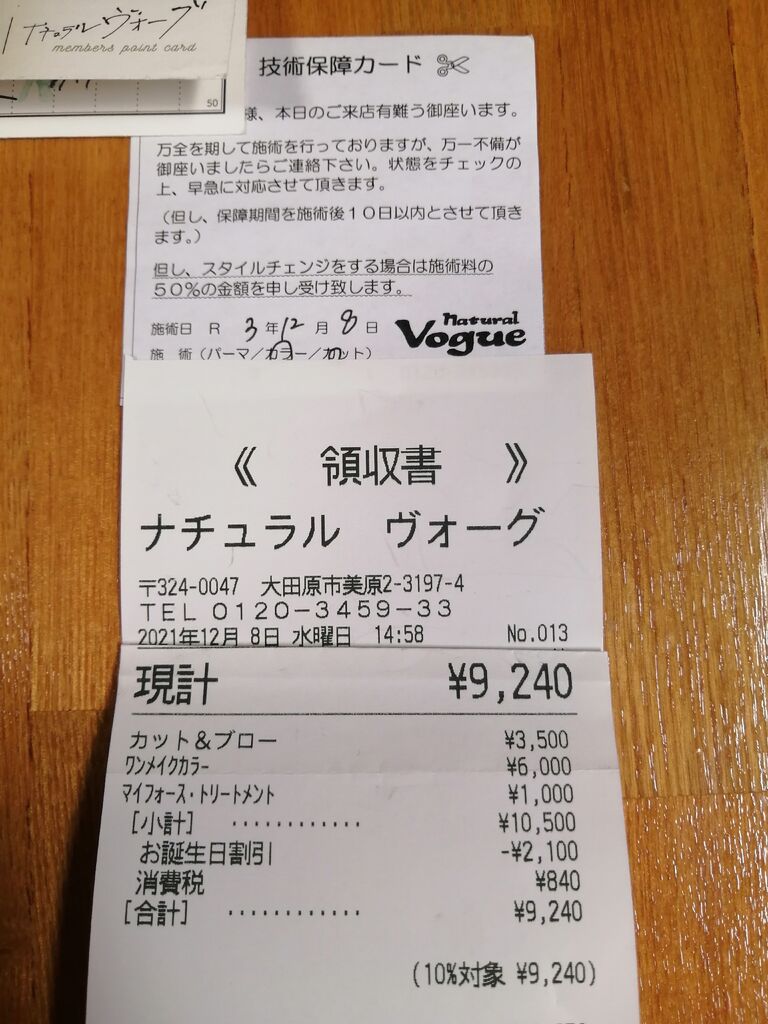 ナチュラルヴォーグ
members point card
50
技術保障カード
様、本日のご来店有難う御座います。
万全を期して施術を行っておりますが、万一不備が
御座いましたらご連絡下さい。状態をチェックの
上、早急に対応させて頂きます。
(但し、保障期間を施術後10日以内とさせて頂き
ます。)
但し、スタイルチェンジをする場合は施術料の
50%の金額を申し受け致します。
施術日 R 3年12月8日
Natural
Vogue
施 術(パーマ/カラー/カット)
《 領収書 》
ナチュラル ヴォーグ
〒324-0047 大田原市美原2-3197-4
TEL 0120-3459-33
2021年12月 8日 水曜日 14:58 No.013
現計 ¥9,240
カット&ブロー ¥3,500
ワンメイクカラー ¥6,000
マイフォース・トリートメント ¥1,000
[小計] ············ ¥10,500
お誕生日割引 -¥2,100
消費税 ¥840
[合計] ············ ¥9,240
(10%対象 ¥9,240)